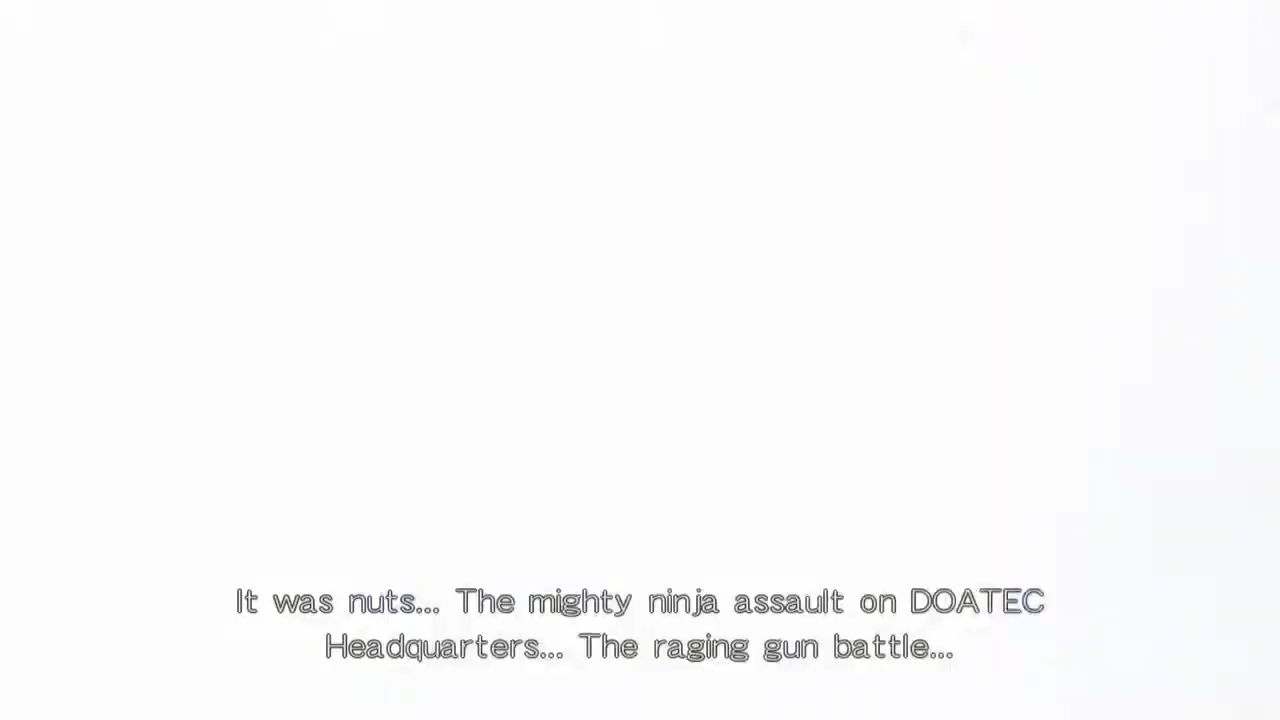 It was nuts... The mighty ninja assault on DOATEC
Headquarters... The raging gun battle...